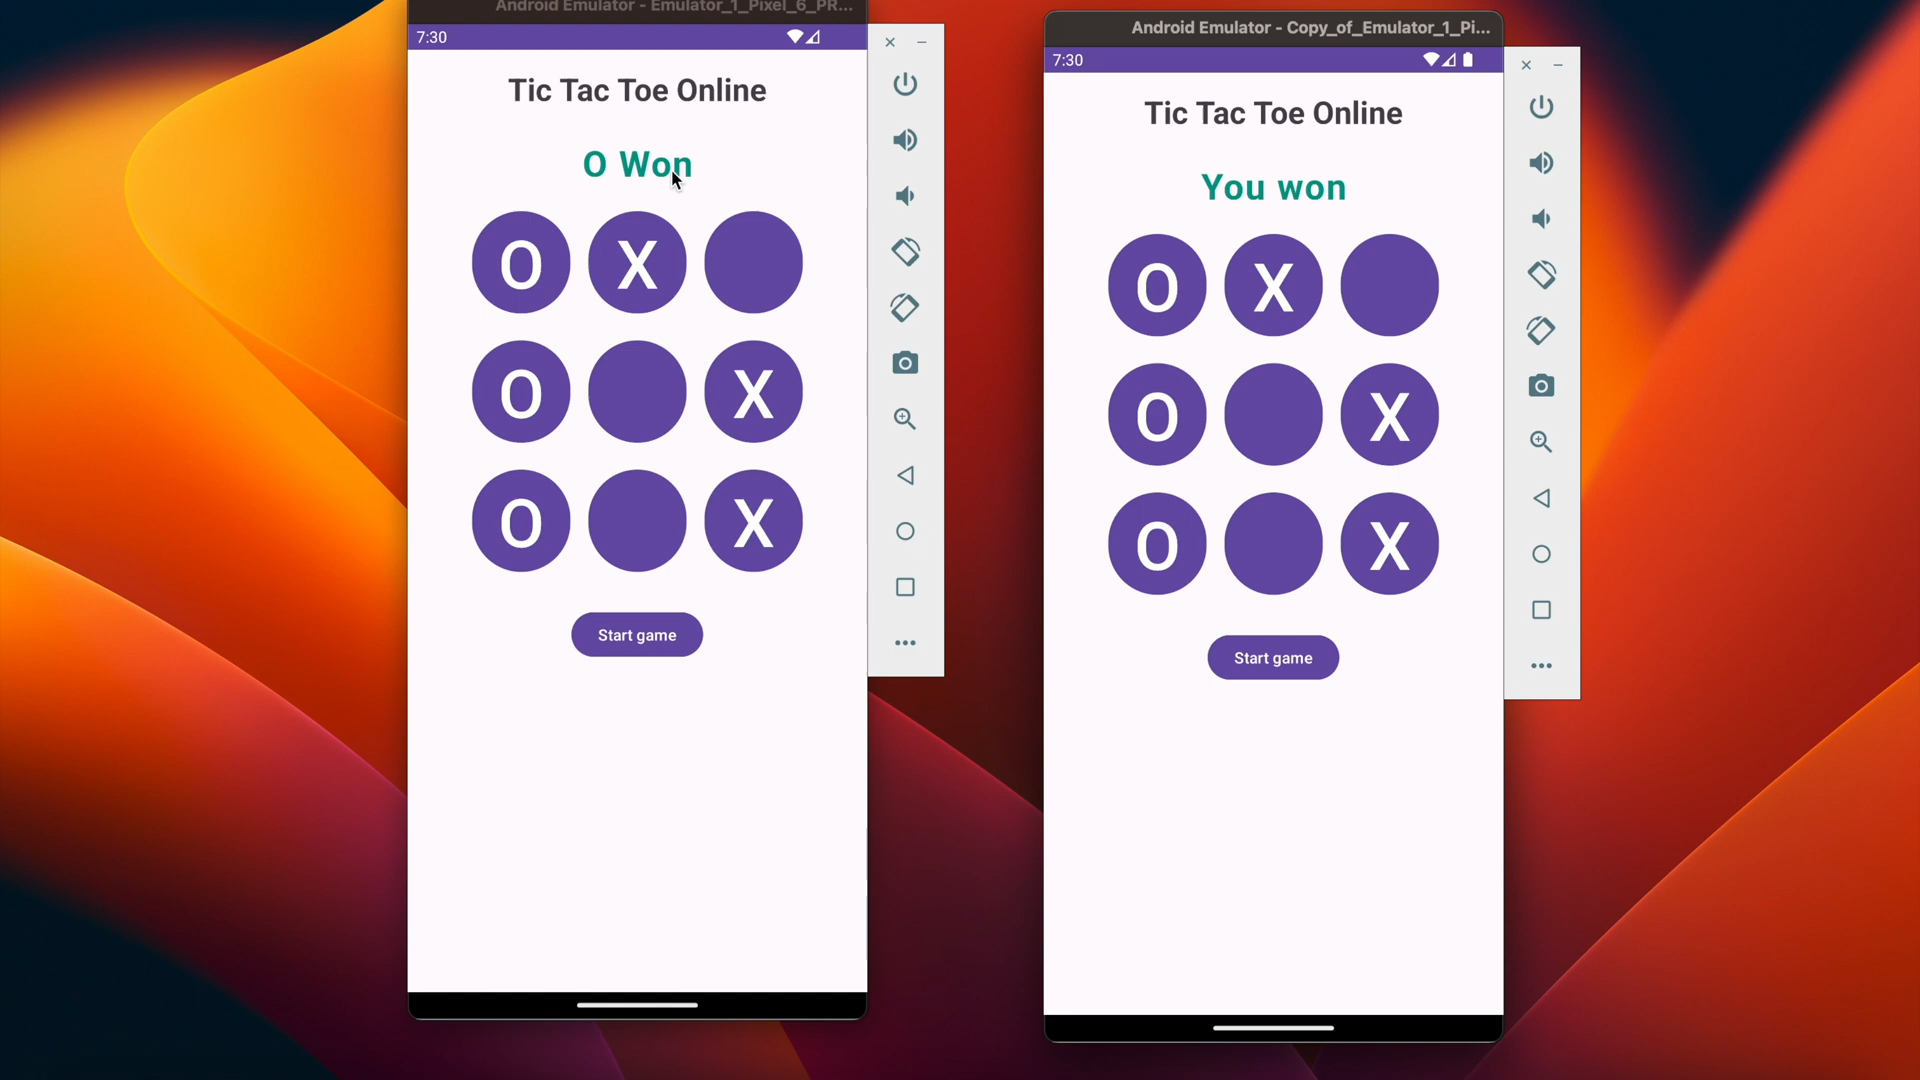 Android Emulator - Emulator_1_Pixel_6_PR...
7:30
Tic Tac Toe Online
O Won
O X
O X
O X
Start game
Android Emulator - Copy_of_Emulator_1_Pi...
7:30
Tic Tac Toe Online
You won
O X
O X
O X
Start game